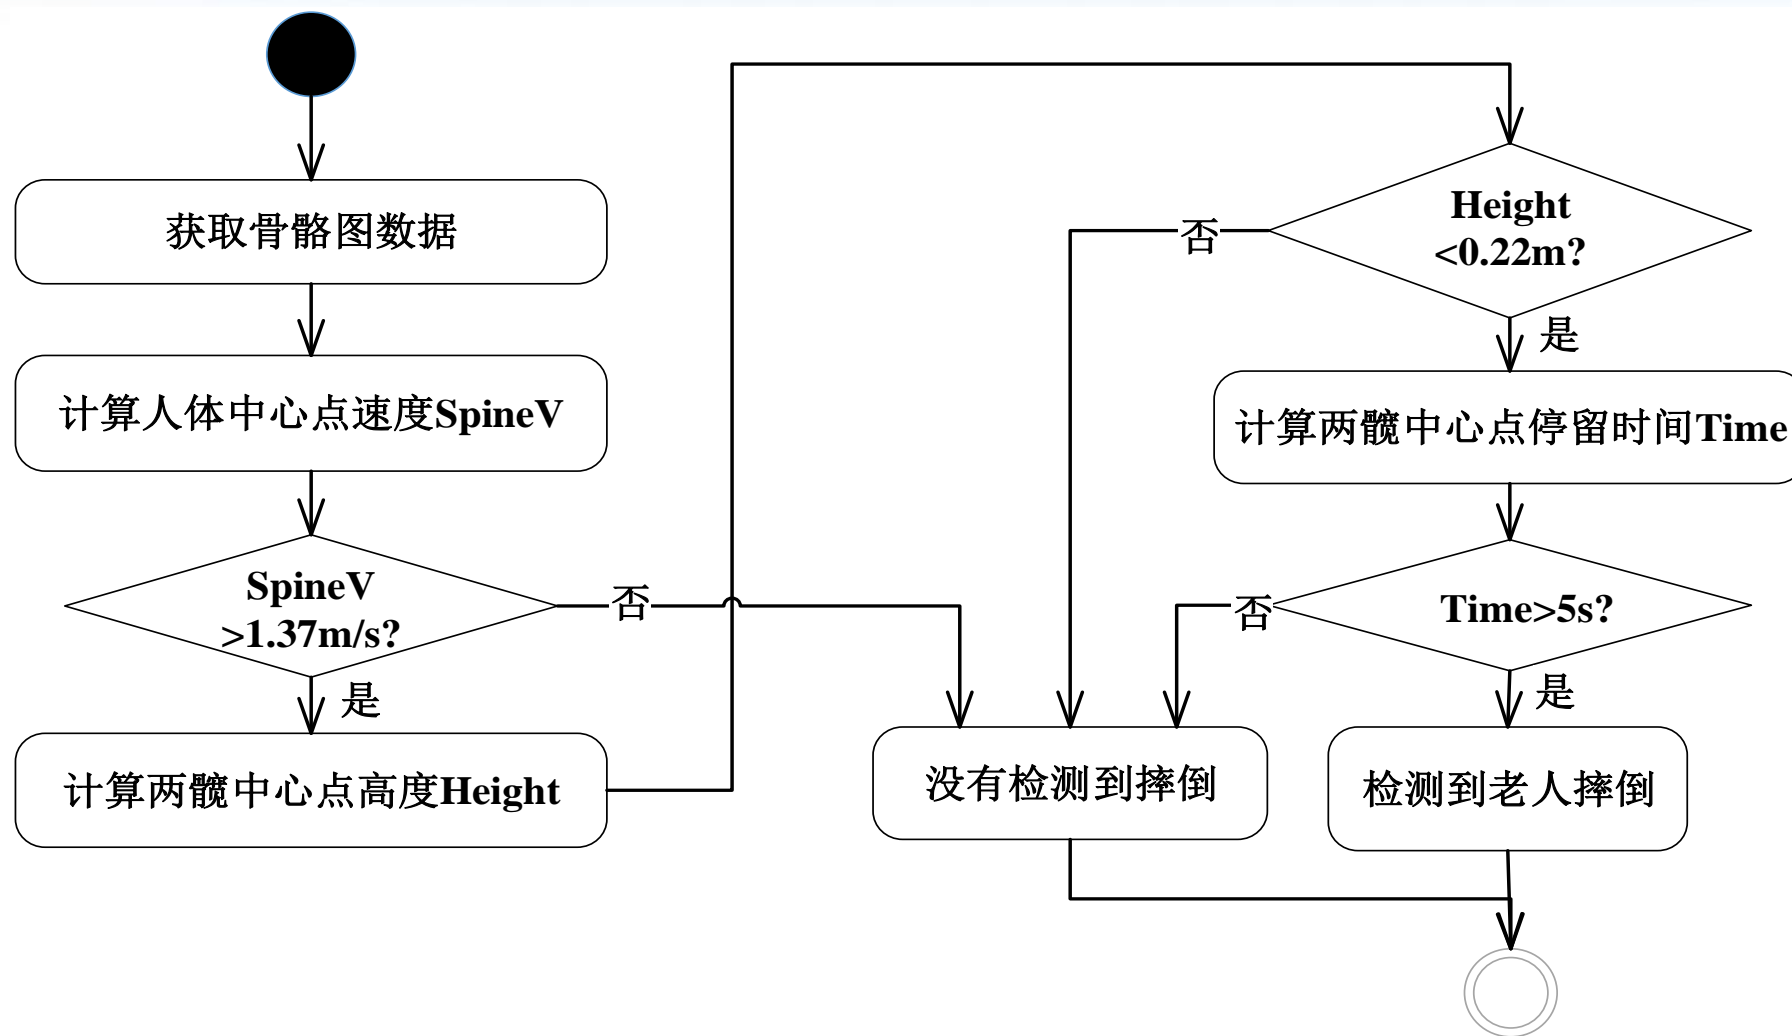 获取骨骼图数据
计算人体中心点速度SpineV
SpineV
>1.37m/s?
否
是
计算两髋中心点高度Height
Height
<0.22m?
否
是
计算两髋中心点停留时间Time
Time>5s?
否
是
没有检测到摔倒
检测到老人摔倒